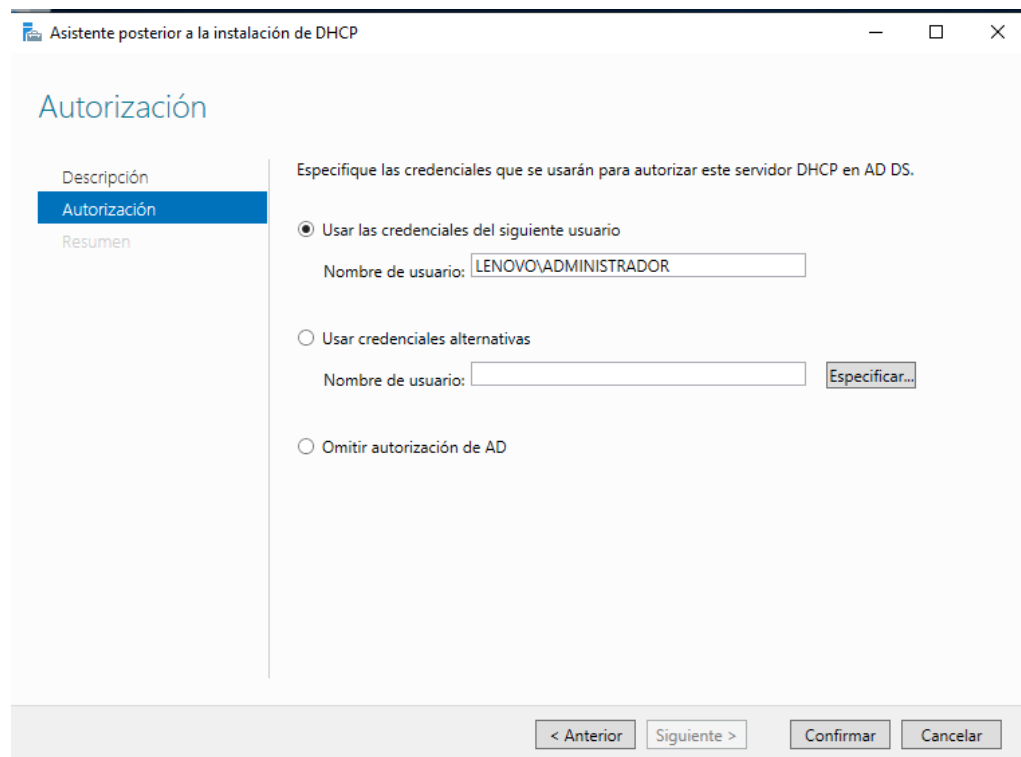 Asistente posterior a la instalación de DHCP
Autorización
Descripción
Autorización
Resumen
Especifique las credenciales que se usarán para autorizar este servidor DHCP en AD DS.
Usar las credenciales del siguiente usuario
Nombre de usuario: LENOVO\ADMINISTRADOR
Usar credenciales alternativas
Nombre de usuario: Especificar...
Omitir autorización de AD
< Anterior Siguiente > Confirmar Cancelar